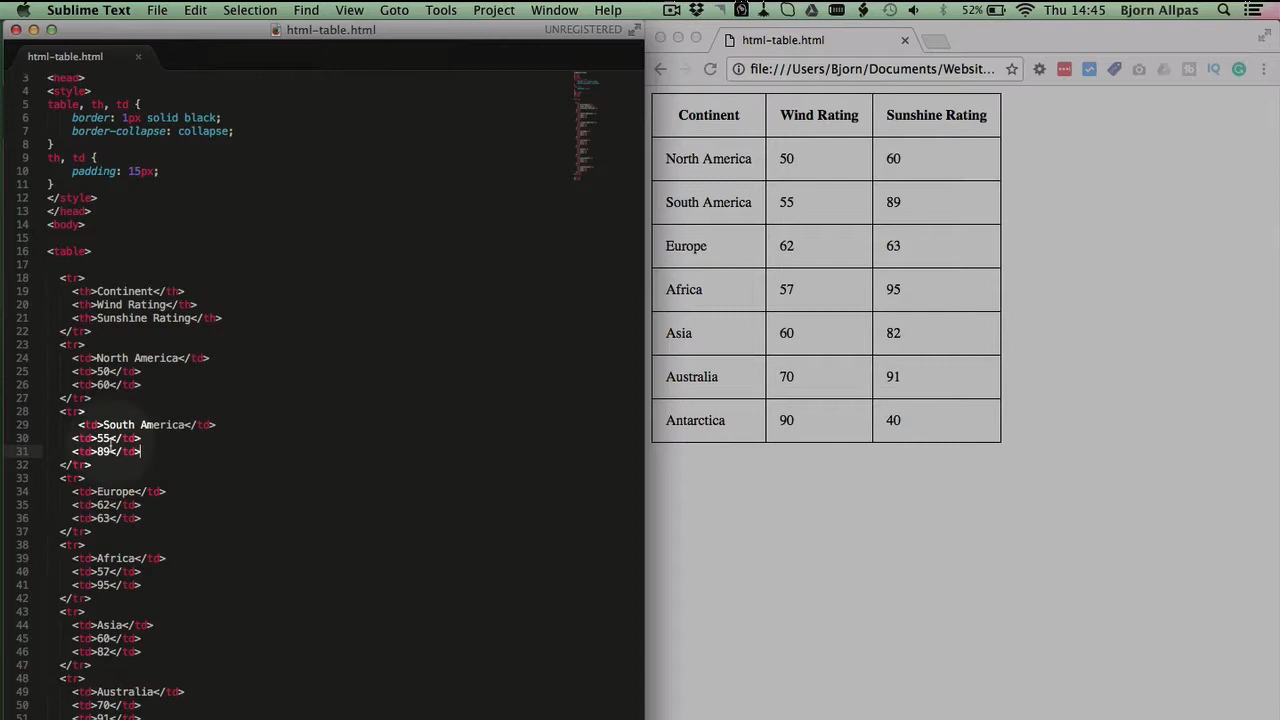 Sublime Text File Edit Selection Find View Goto Tools Project Window Help 52% Thu 14:45 Bjorn Allpas
html-table.html UNREGISTERED
html-table.html
3 <head>
4 <style>
5 table, th, td {
6 border: 1px solid black;
7 border-collapse: collapse;
8 }
9 th, td {
10 padding: 15px;
11 }
12 </style>
13 </head>
14 <body>
15
16 <table>
17
18 <tr>
19 <th>Continent</th>
20 <th>Wind Rating</th>
21 <th>Sunshine Rating</th>
22 </tr>
23 <tr>
24 <td>North America</td>
25 <td>50</td>
26 <td>60</td>
27 </tr>
28 <tr>
29 <td>South America</td>
30 <td>55</td>
31 <td>89</td>
32 </tr>
33 <tr>
34 <td>Europe</td>
35 <td>62</td>
36 <td>63</td>
37 </tr>
38 <tr>
39 <td>Africa</td>
40 <td>57</td>
41 <td>95</td>
42 </tr>
43 <tr>
44 <td>Asia</td>
45 <td>60</td>
46 <td>82</td>
47 </tr>
48 <tr>
49 <td>Australia</td>
50 <td>70</td>
51 <td>91</td>
html-table.html
file:///Users/Bjorn/Documents/Websit... IQ
Continent Wind Rating Sunshine Rating
North America 50 60
South America 55 89
Europe 62 63
Africa 57 95
Asia 60 82
Australia 70 91
Antarctica 90 40